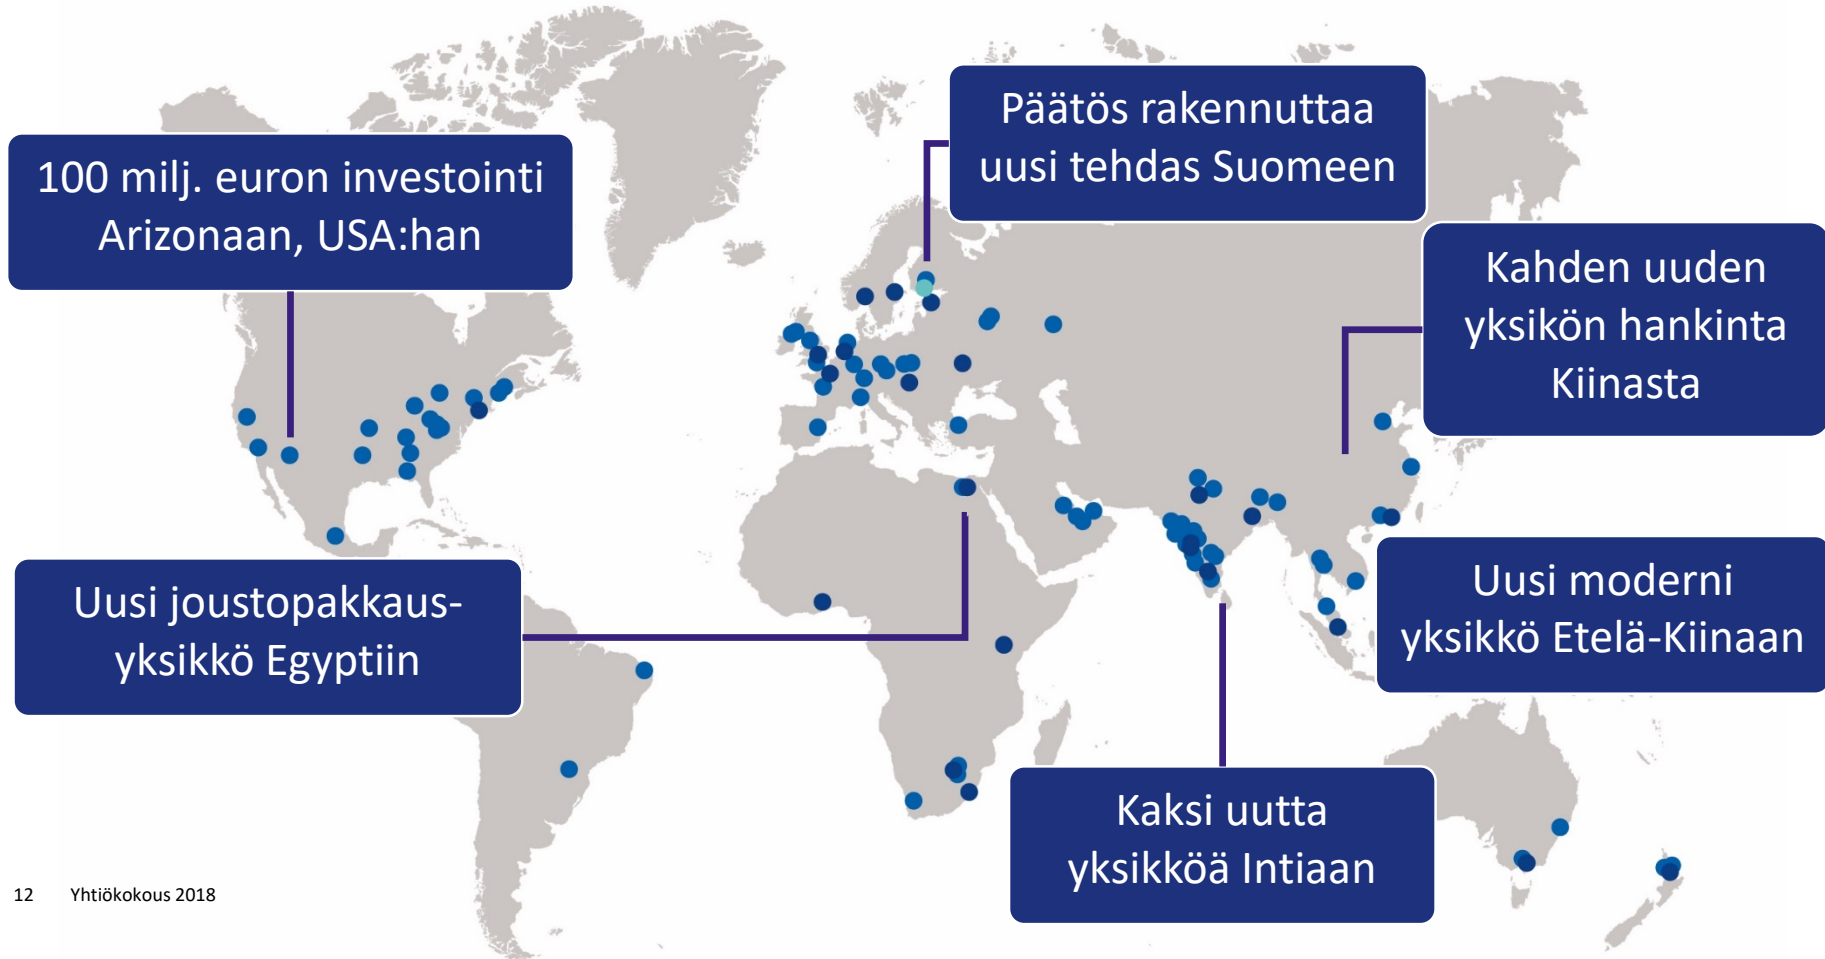 Päätös rakennuttaa
uusi tehdas Suomeen
100 milj. euron investointi
Arizonaan, USA:han
Kahden uuden
yksikön hankinta
Kiinasta
Uusi joustopakkaus-
yksikkö Egyptiin
Uusi moderni
yksikkö Etelä-Kiinaan
Kaksi uutta
yksikköä Intiaan
12 Yhtiökokous 2018